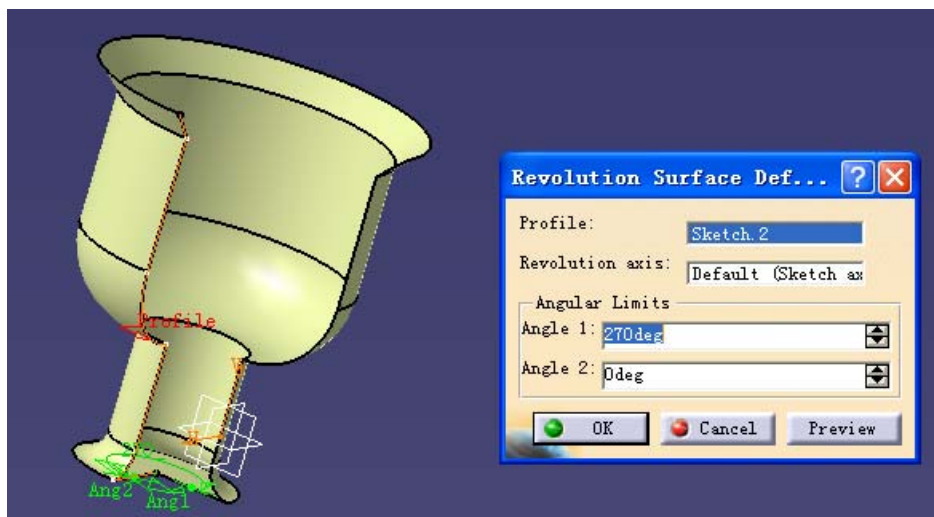 Revolution Surface Def...
Profile:
Sketch.2
Revolution axis:
Default (Sketch ax
Angular Limits
Angle 1:
270deg
Angle 2:
0deg
OK
Cancel
Preview
Profile
Ang2
Ang1